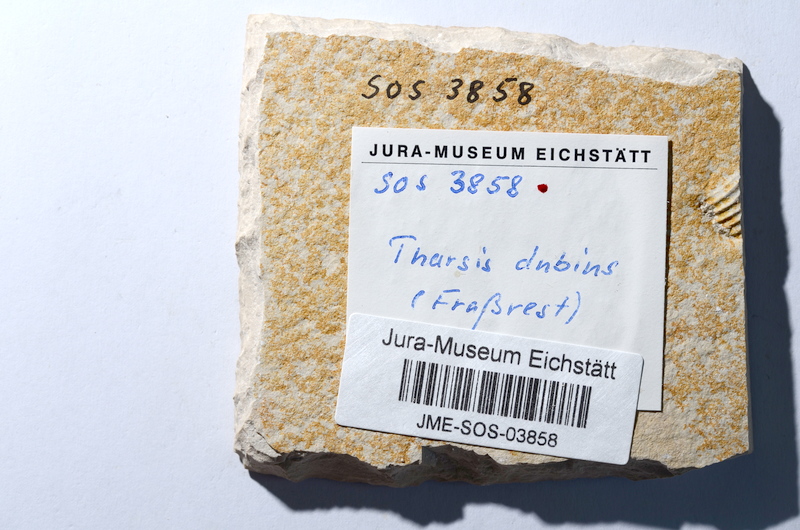 SOS 3858
JURA-MUSEUM EICHSTÄTT
SOS 3858
Tharsis dubius
(Fraßrest)
Jura-Museum Eichstätt
JME-SOS-03858